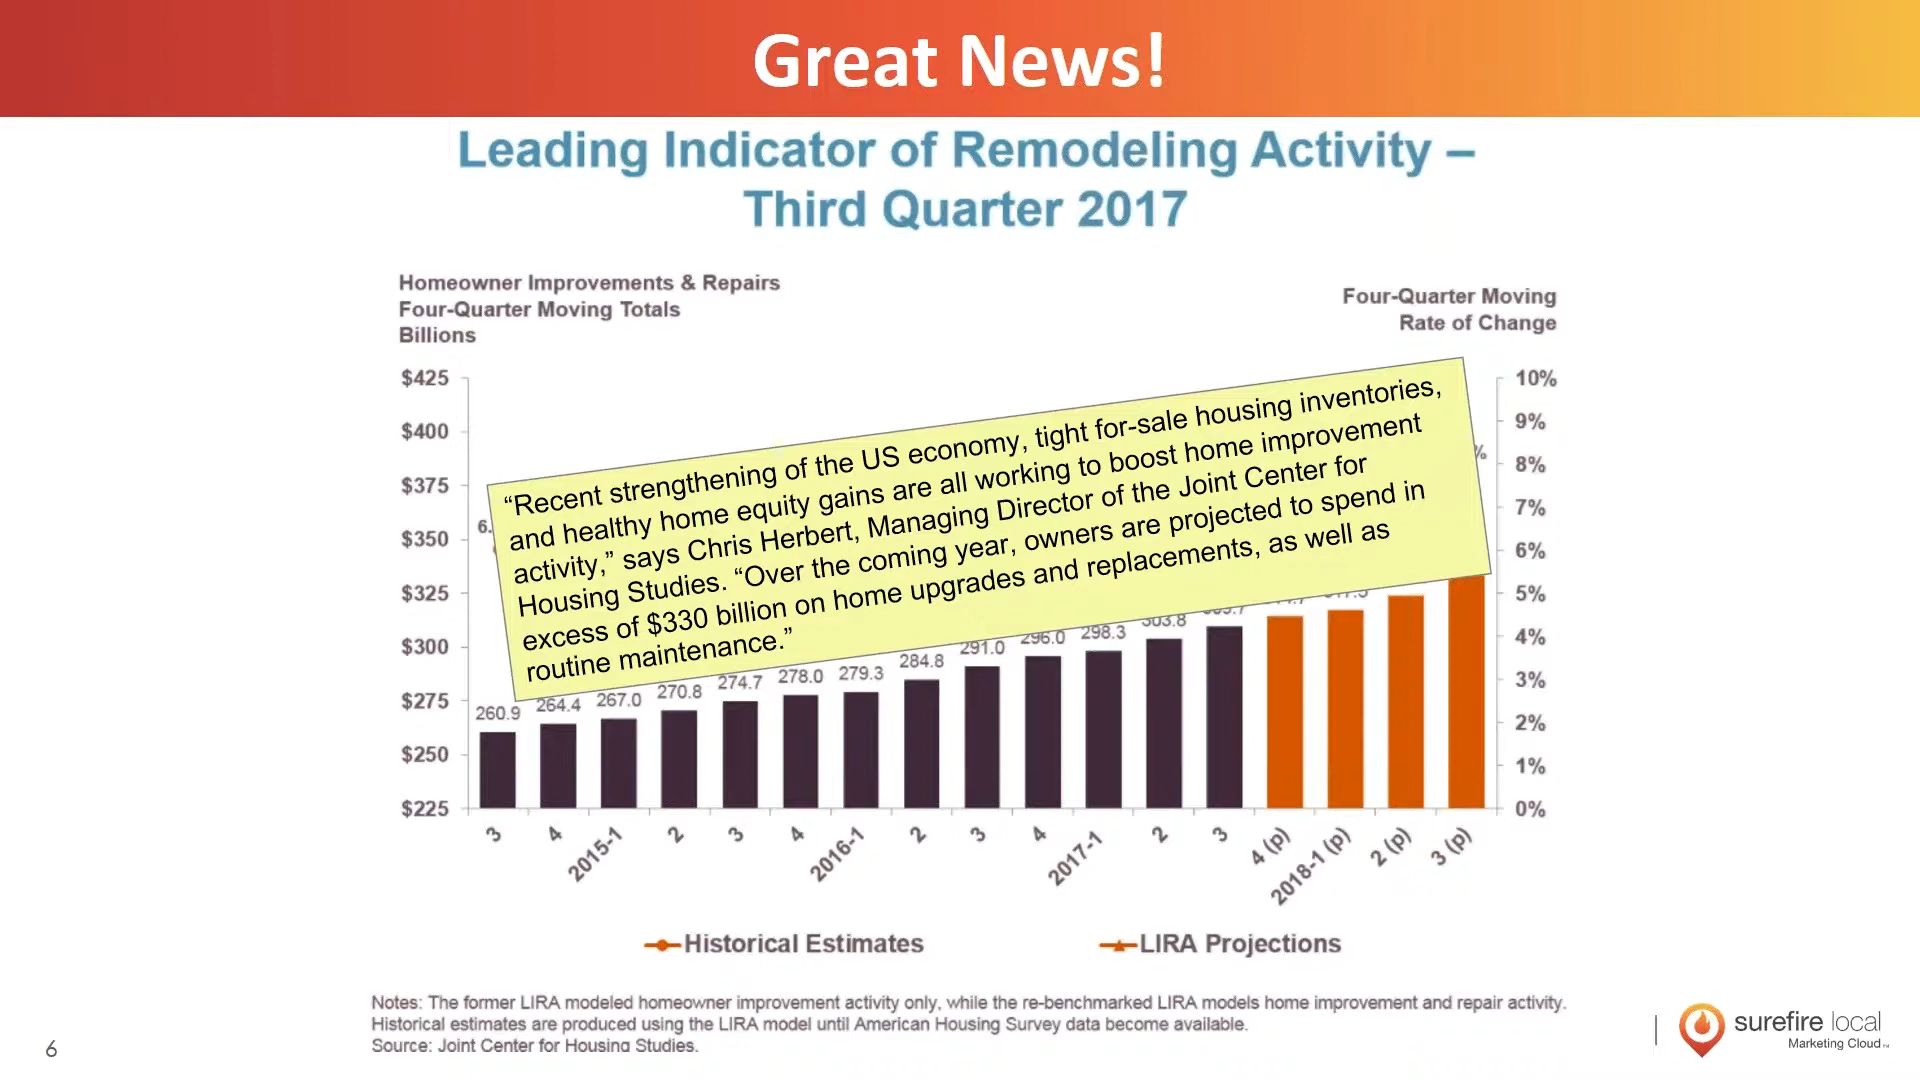 Great News!
Leading Indicator of Remodeling Activity –
Third Quarter 2017
Homeowner Improvements & Repairs
Four-Quarter Moving Totals
Billions
Four-Quarter Moving
Rate of Change
$425
$400
$375
$350
$325
$300
$275
$250
$225
10%
9%
8%
7%
6%
5%
4%
3%
2%
1%
0%
“Recent strengthening of the US economy, tight for-sale housing inventories,
and healthy home equity gains are all working to boost home improvement
activity,” says Chris Herbert, Managing Director of the Joint Center for
Housing Studies. “Over the coming year, owners are projected to spend in
excess of $330 billion on home upgrades and replacements, as well as
routine maintenance.”
260.9 264.4 267.0 270.8 274.7 278.0 279.3 284.8 291.0 296.0 298.3 303.8
3 4 2015-1 2 3 4 2016-1 2 3 4 2017-1 2 3 4 (p) 2018-1 (p) 2 (p) 3 (p)
Historical Estimates LIRA Projections
Notes: The former LIRA modeled homeowner improvement activity only, while the re-benchmarked LIRA models home improvement and repair activity.
Historical estimates are produced using the LIRA model until American Housing Survey data become available.
Source: Joint Center for Housing Studies.
6
surefire local
Marketing Cloud